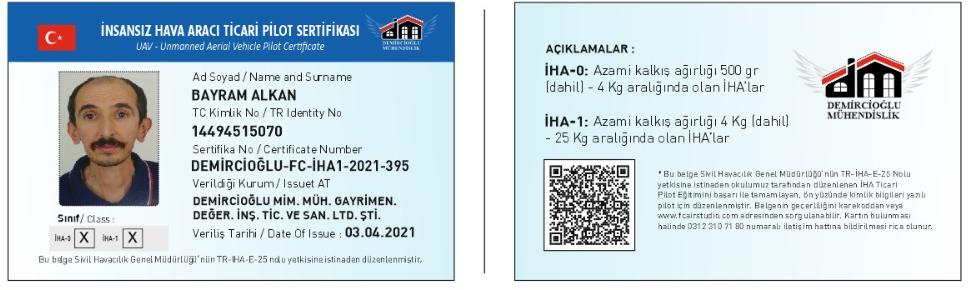 İNSANSIZ HAVA ARACI TİCARİ PİLOT SERTİFİKASI
UAV - Unmanned Aerial Vehicle Pilot Certificate
DEMİRCİOĞLU
MÜHENDİSLİK
Ad Soyad / Name and Surname
BAYRAM ALKAN
TC Kimlik No / TR Identity No
14494515070
Sertifika No / Certificate Number
DEMİRCİOĞLU-FC-İHA1-2021-395
Verildiği Kurum / Issuet AT
DEMİRCİOĞLU MİM. MÜH. GAYRİMEN.
DEĞER. İNŞ. TİC. VE SAN. LTD. ŞTİ.
Veriliş Tarihi / Date Of Issue : 03.04.2021
Sınıf/ Class :
İHA-0 X İHA-1 X
Bu belge Sivil Havacılık Genel Müdürlüğü'nün TR-IHA-E-25 nolu yetkisine istinaden düzenlenmiştir.
AÇIKLAMALAR :
İHA-0: Azami kalkış ağırlığı 500 gr
(dahil) - 4 Kg aralığında olan İHA'lar
İHA-1: Azami kalkış ağırlığı 4 Kg (dahil)
- 25 Kg aralığında olan İHA'lar
dm
DEMİRCİOĞLU
MÜHENDİSLİK
* Bu belge Sivil Havacılık Genel Müdürlüğü'nün TR-İHA-E-25 Nolu
yetkisine istinaden okulumuz tarafından düzenlenen İHA Ticari
Pilot Eğitimini başarı ile tamamlayan, ön yüzünde kimlik bilgileri yazılı
pilot için düzenlenmiştir. Belgenin geçerliliğini karekoddan veya
www.fcairstudio.com adresinden sorgulanabilir. Kartın bulunması
halinde 0312 310 71 80 numaralı iletişim hattına bildirilmesi rica olunur.